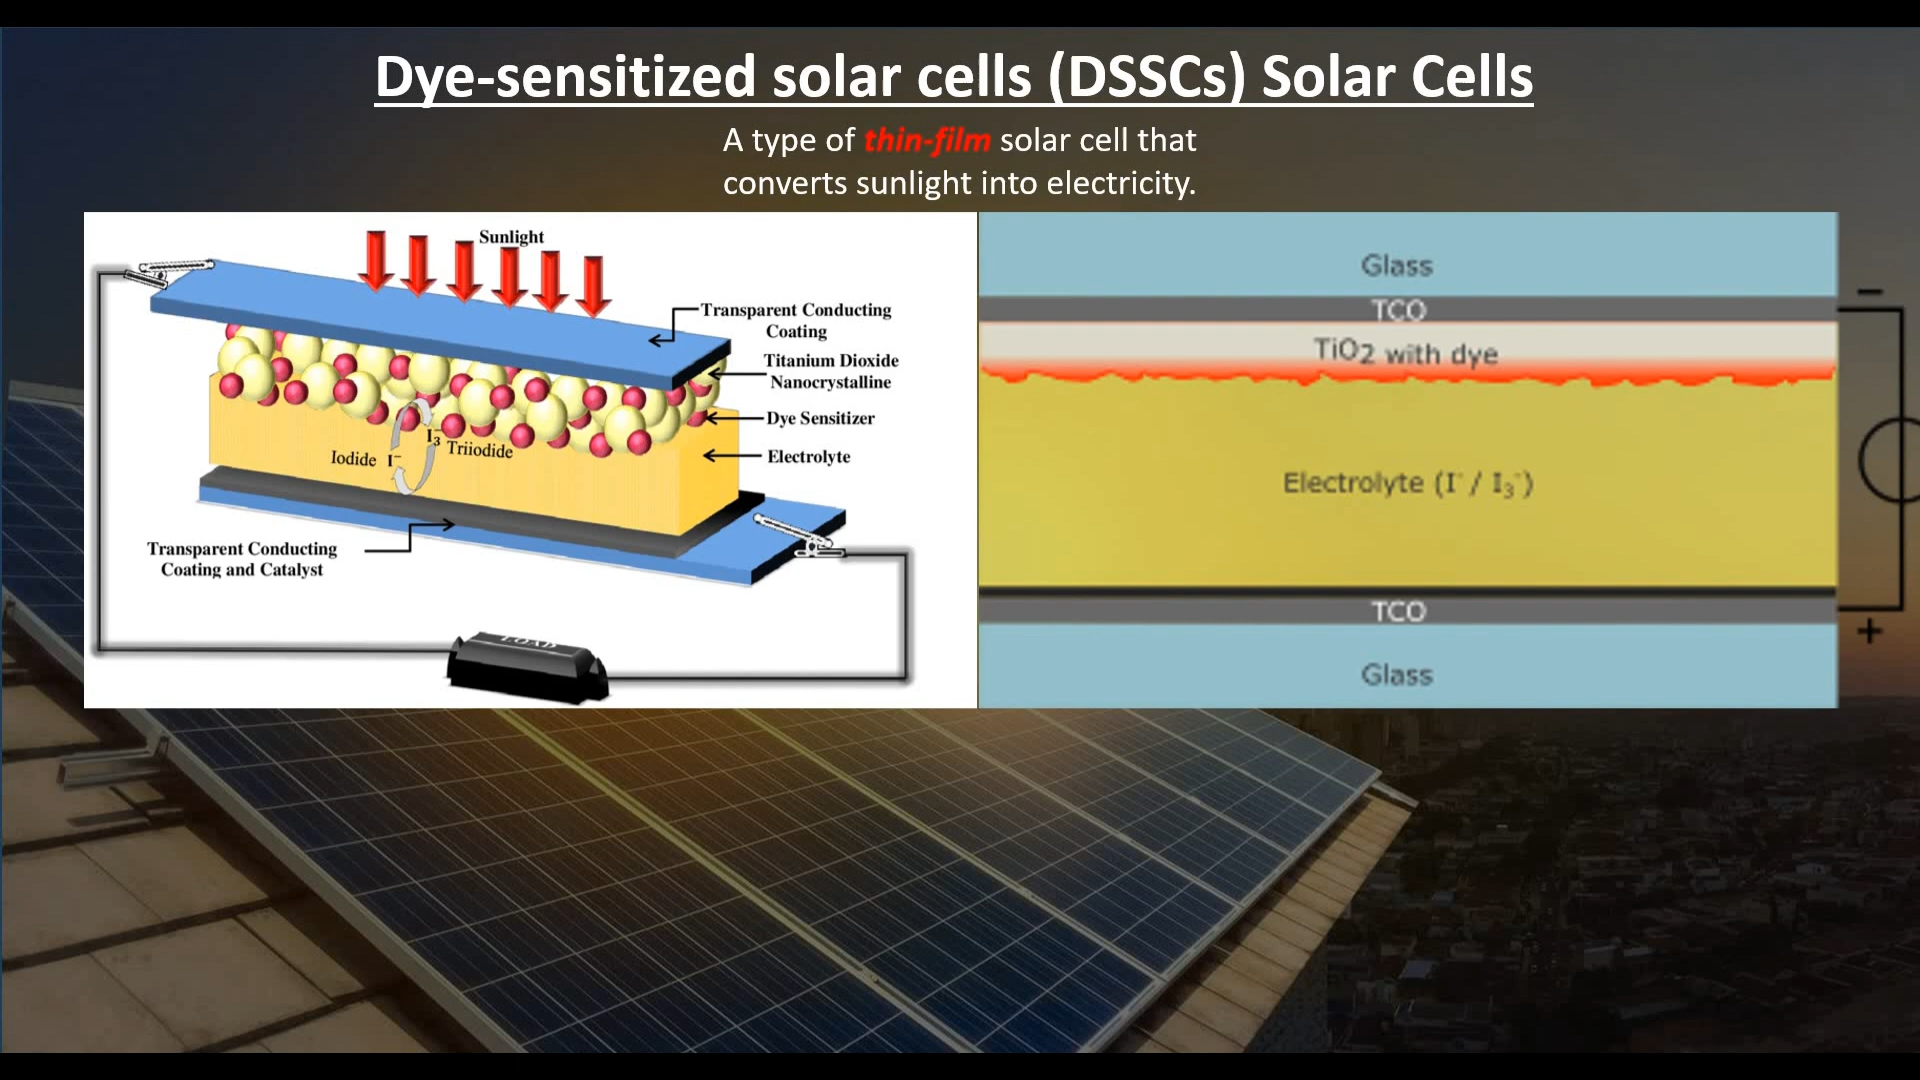 Dye-sensitized solar cells (DSSCs) Solar Cells
A type of thin-film solar cell that
converts sunlight into electricity.
Sunlight
Transparent Conducting
Coating
Titanium Dioxide
Nanocrystalline
Dye Sensitizer
Electrolyte
I₃⁻ Triiodide
Iodide I⁻
Transparent Conducting
Coating and Catalyst
LOAD
Glass
TCO
TiO₂ with dye
Electrolyte (I⁻/ I₃⁻)
TCO
Glass
−
+